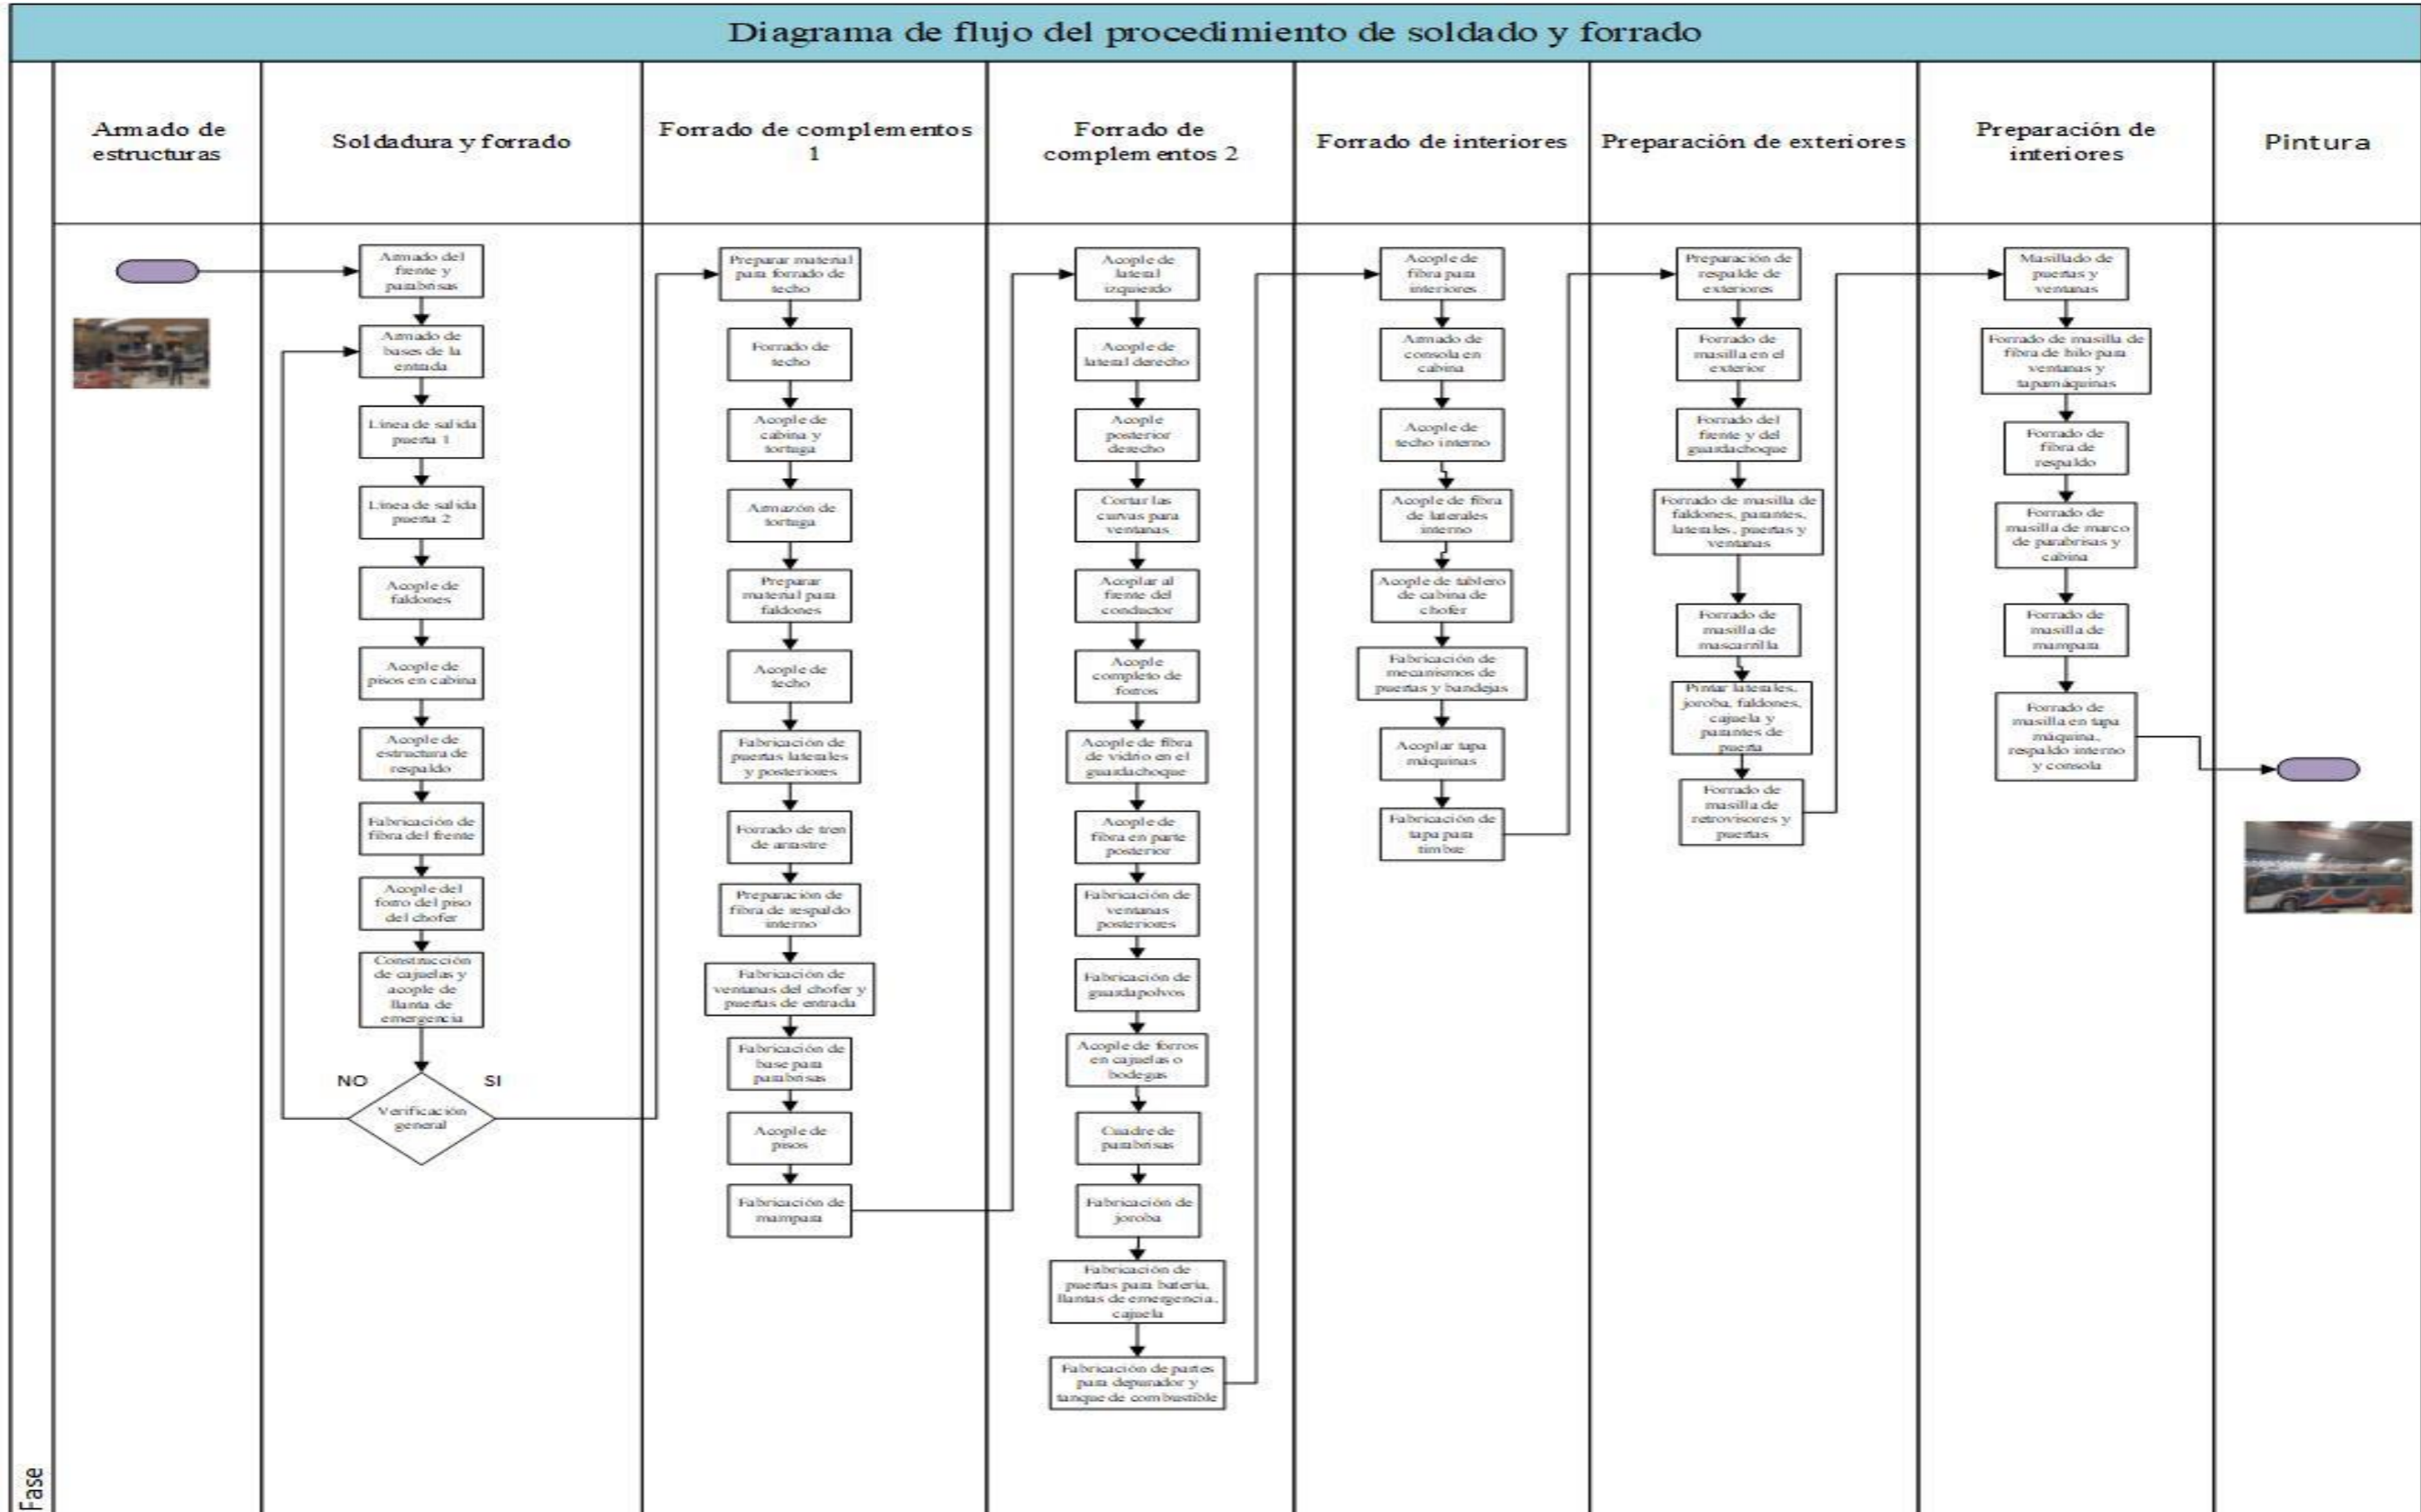 Diagrama de flujo del procedimiento de soldado y forrado
Fase
Armado de
estructuras
Soldadura y forrado
Forrado de complementos
1
Forrado de
complementos 2
Forrado de interiores
Preparación de exteriores
Preparación de
interiores
Pintura
Armado del
frente y
parabrisas
Armado de
bases de la
entrada
Línea de salida
puerta 1
Línea de salida
puerta 2
Acople de
faldones
Acople de
pisos en cabina
Acople de
estructura de
respaldo
Fabricación de
fibra del frente
Acople del
forro del piso
del chofer
Construcción
de cajuelas y
acople de
llanta de
emergencia
NO
SI
Verificación
general
Preparar material
para forrado de
techo
Forrado de
techo
Acople de
cabina y
tortuga
Armazón de
tortuga
Preparar
material para
faldones
Acople de
techo
Fabricación de
puertas laterales
y posteriores
Forrado de tren
de arrastre
Preparación de
fibra de respaldo
interno
Fabricación de
ventanas del chofer y
puertas de entrada
Fabricación de
base para
parabrisas
Acople de
pisos
Fabricación de
mampara
Acople de
lateral
izquierdo
Acople de
lateral derecho
Acople
posterior
derecho
Cortar las
curvas para
ventanas
Acoplar al
frente del
conductor
Acople
completo de
forros
Acople de fibra
de vidrio en el
guardachoque
Acople de
fibra en parte
posterior
Fabricación de
ventanas
posteriores
Fabricación de
guardapolvos
Acople de forros
en cajuelas o
bodegas
Cuadre de
parabrisas
Fabricación de
joroba
Fabricación de
puertas para batería,
llantas de emergencia,
cajuela
Fabricación de partes
para depurador y
tanque de combustible
Acople de
fibra para
interiores
Armado de
consola en
cabina
Acople de
techo interno
Acople de fibra
de laterales
interno
Acople de tablero
de cabina de
chofer
Fabricación de
mecanismos de
puertas y bandejas
Acoplar tapa
máquinas
Fabricación de
tapa para
timbre
Preparación de
respalde de
exteriores
Forrado de
masilla en el
exterior
Forrado del
frente y del
guardachoque
Forrado de masilla de
faldones, parantes,
laterales, puertas y
ventanas
Forrado de
masilla de
mascarrilla
Pintar laterales,
joroba, faldones,
cajuela y
parantes de
puerta
Forrado de
masilla de
retrovisores y
puertas
Masillado de
puertas y
ventanas
Forrado de masilla de
fibra de hilo para
ventanas y
tapamáquinas
Forrado de
fibra de
respaldo
Forrado de
masilla de marco
de parabrisas y
cabina
Forrado de
masilla de
mampara
Forrado de
masilla en tapa
máquina,
respaldo interno
y consola